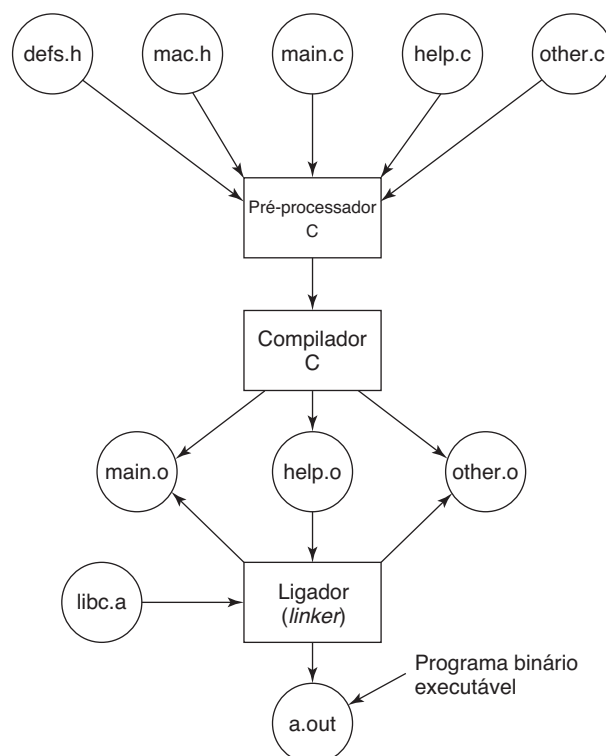 defs.h
mac.h
main.c
help.c
other.c
Pré-processador
C
Compilador
C
main.o
help.o
other.o
libc.a
Ligador
(linker)
Programa binário
executável
a.out